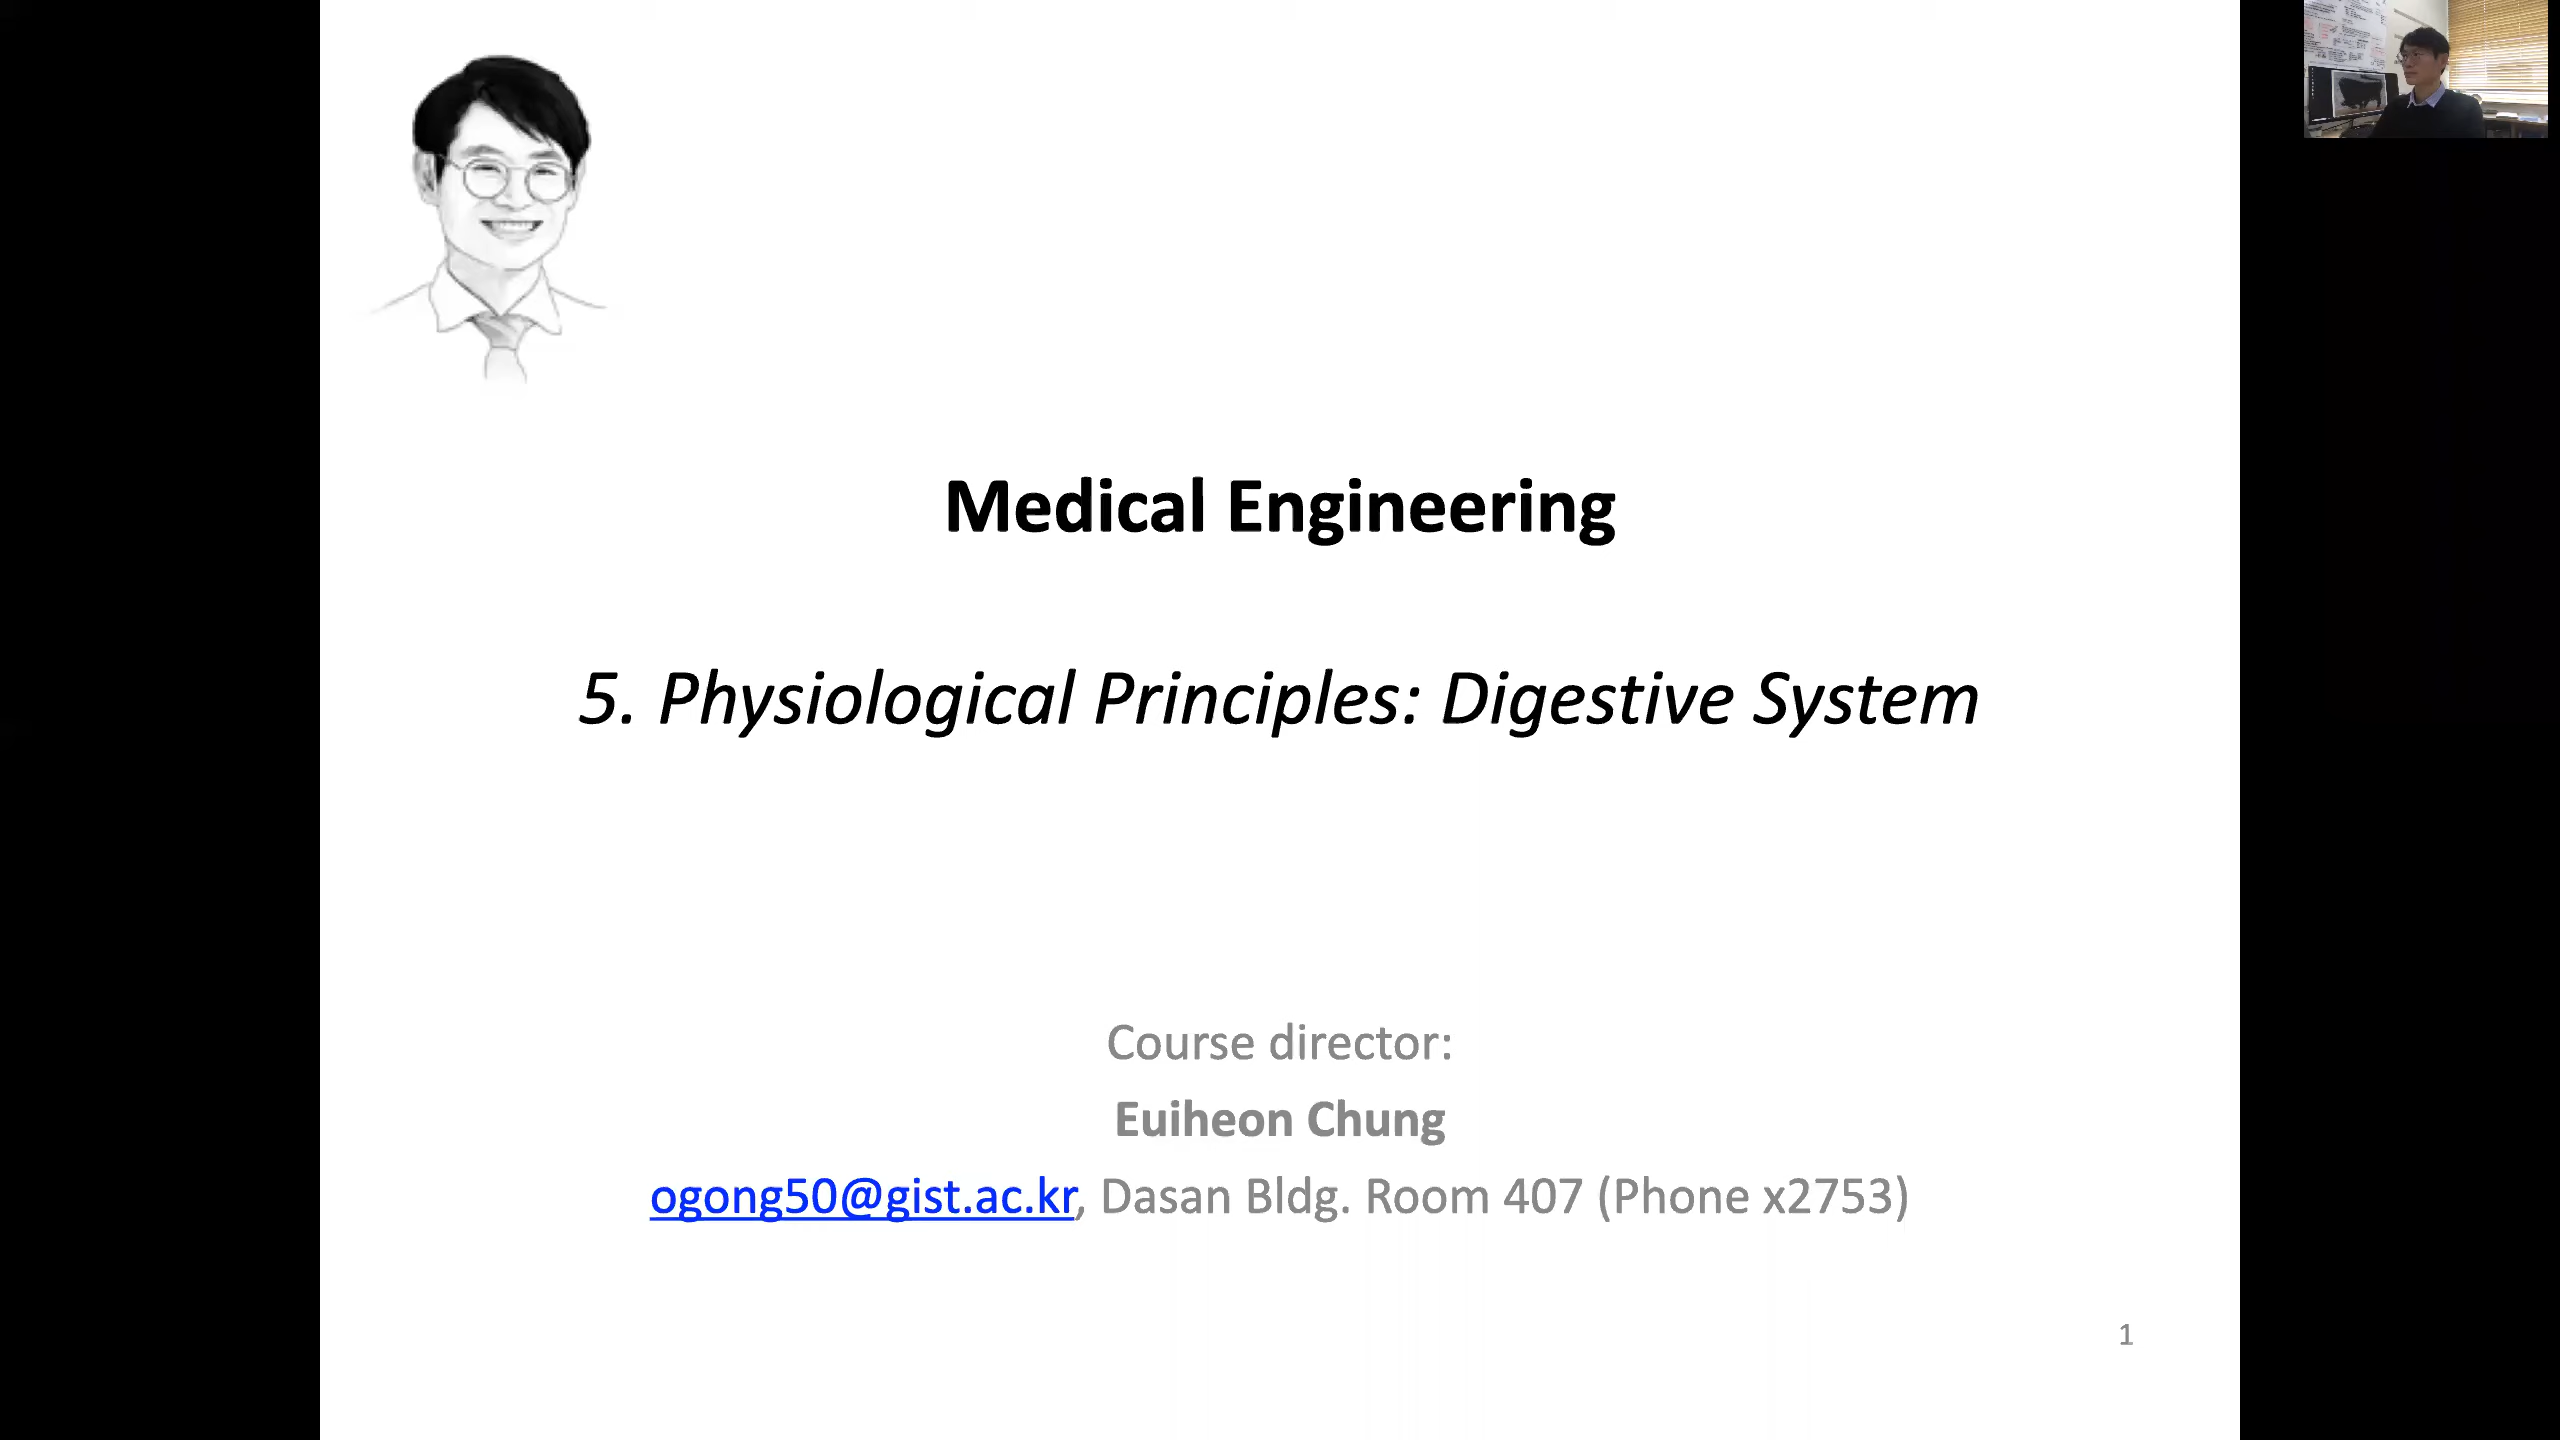 Medical Engineering
5. Physiological Principles: Digestive System
Course director:
Euiheon Chung
ogong50@gist.ac.kr, Dasan Bldg. Room 407 (Phone x2753)
1